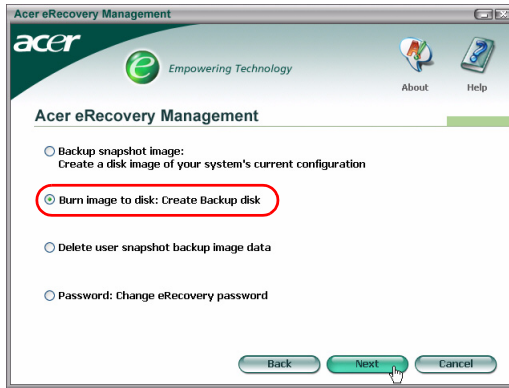 Acer eRecovery Management
acer
Empowering Technology
About
Help
Acer eRecovery Management
Backup snapshot image:
Create a disk image of your system's current configuration
Burn image to disk: Create Backup disk
Delete user snapshot backup image data
Password: Change eRecovery password
Back
Next
Cancel